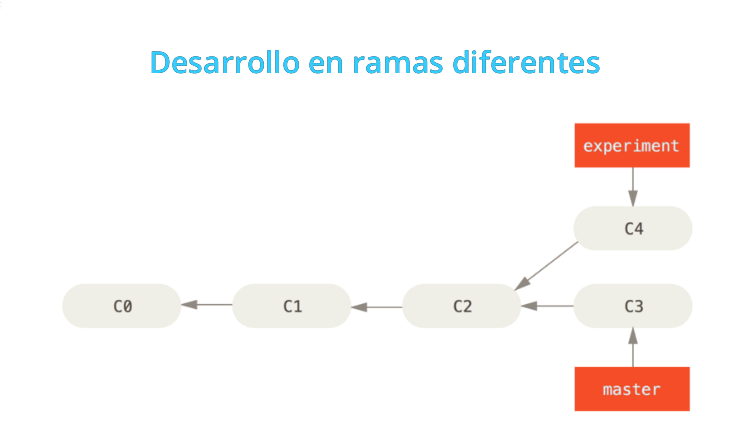 Desarrollo en ramas diferentes
experiment
C4
C0 C1 C2 C3
master